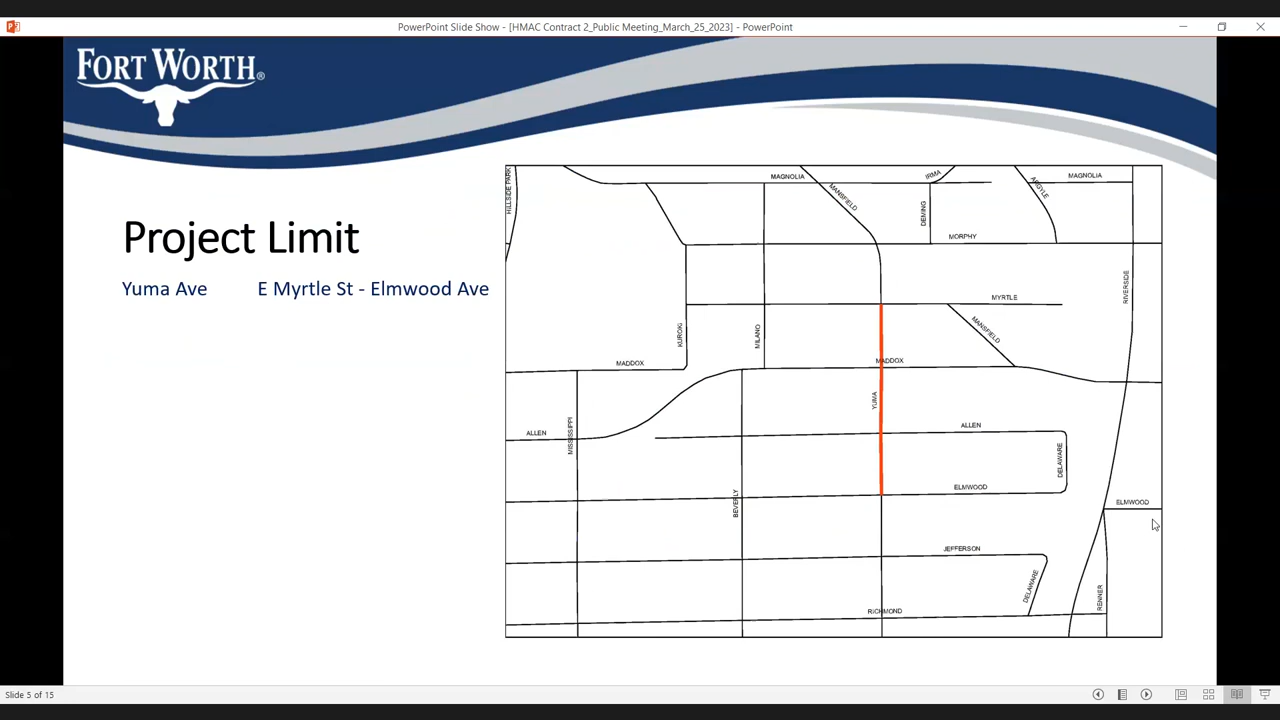 PowerPoint Slide Show - [HMAC Contract 2_Public Meeting_March_25_2023] - PowerPoint
FORT WORTH®
Project Limit
Yuma Ave E Myrtle St - Elmwood Ave
HILLSIDE PARK
MAGNOLIA
MANSFIELD
IRMA
DEMING
ARGYLE
MAGNOLIA
MORPHY
RIVERSIDE
MYRTLE
KUROKI
MILANO
MANSFIELD
MADDOX
MADDOX
YUMA
ALLEN
MISSISSIPPI
ALLEN
DELAWARE
BEVERLY
ELMWOOD
ELMWOOD
JEFFERSON
DELAWARE
RENNER
RICHMOND
Slide 5 of 15